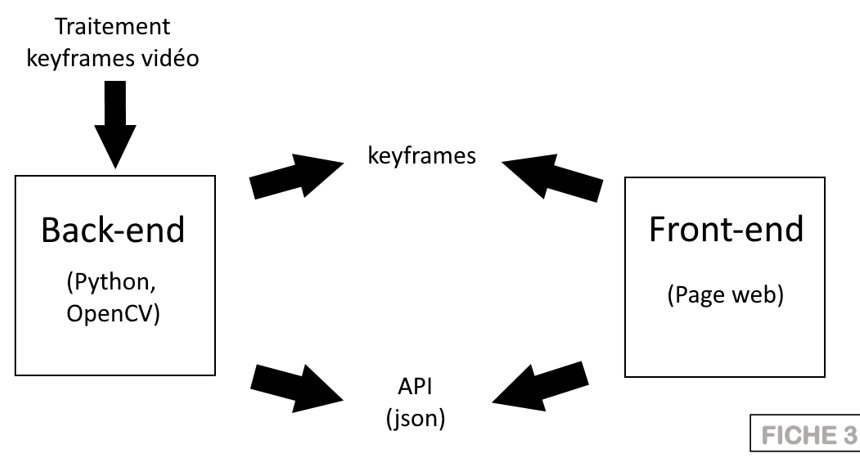 Traitement
keyframes vidéo
keyframes
Back-end
(Python,
OpenCV)
Front-end
(Page web)
API
(json)
FICHE 3